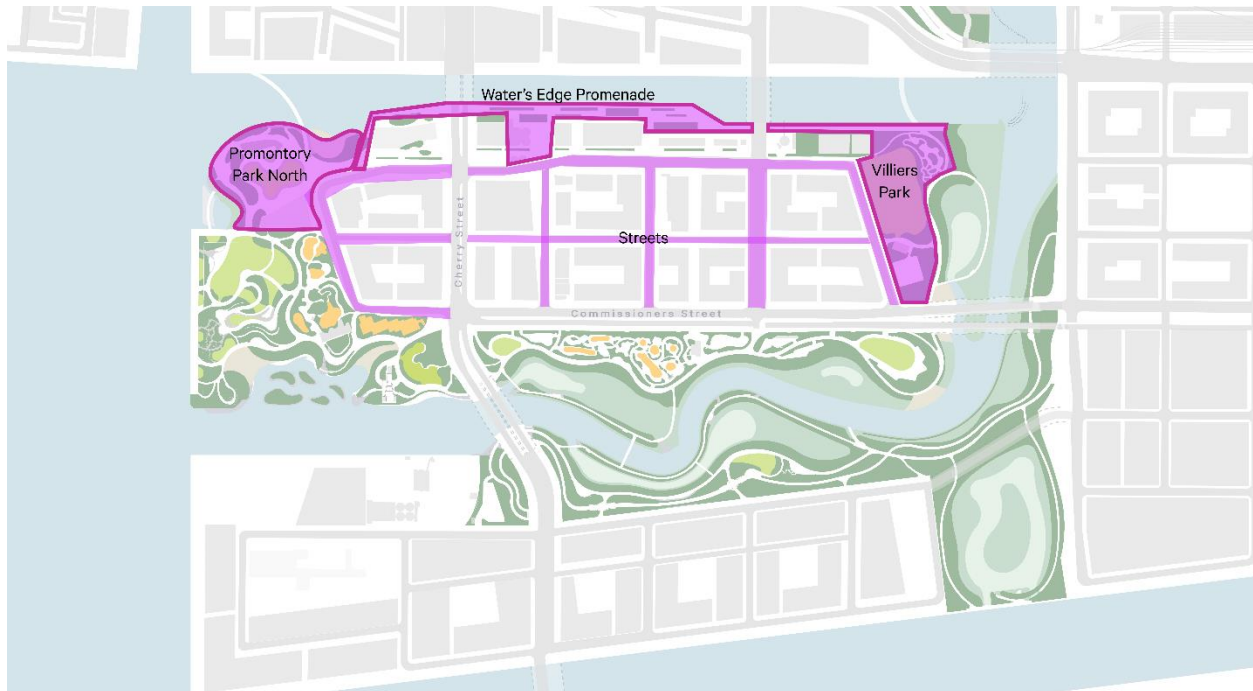 Water's Edge Promenade
Promontory
Park North
Villiers
Park
Cherry Street
Streets
Commissioners Street